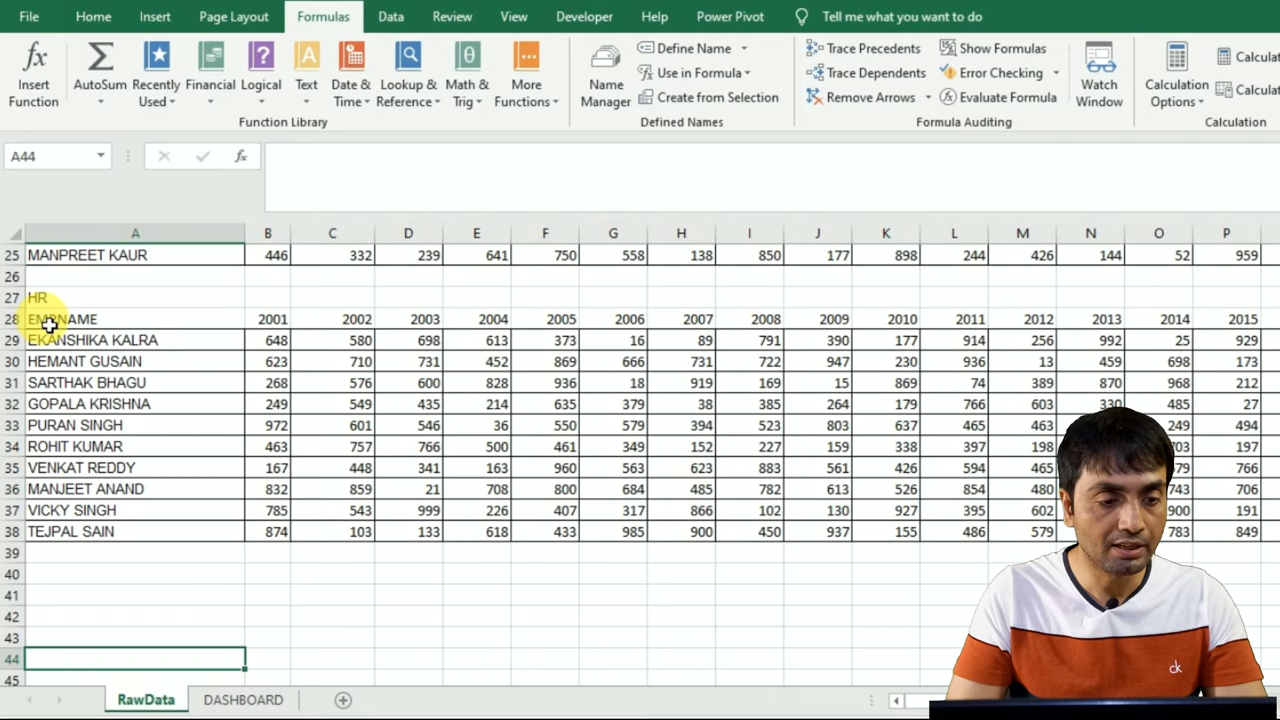 File Home Insert Page Layout Formulas Data Review View Developer Help Power Pivot Tell me what you want to do
fx Insert Function
AutoSum
Recently Used
Financial
Logical
Text
Date & Time
Lookup & Reference
Math & Trig
More Functions
Function Library
Name Manager
Define Name
Use in Formula
Create from Selection
Defined Names
Trace Precedents
Trace Dependents
Remove Arrows
Show Formulas
Error Checking
Evaluate Formula
Formula Auditing
Watch Window
Calculation Options
Calculat
Calculat
Calculation
A44 fx
A B C D E F G H I J K L M N O P
25 MANPREET KAUR 446 332 239 641 750 558 138 850 177 898 244 426 144 52 959
26
27 HR
28 EMPNAME 2001 2002 2003 2004 2005 2006 2007 2008 2009 2010 2011 2012 2013 2014 2015
29 EKANSHIKA KALRA 648 580 698 613 373 16 89 791 390 177 914 256 992 25 929
30 HEMANT GUSAIN 623 710 731 452 869 666 731 722 947 230 936 13 459 698 173
31 SARTHAK BHAGU 268 576 600 828 936 18 919 169 15 869 74 389 870 968 212
32 GOPALA KRISHNA 249 549 435 214 635 379 38 385 264 179 766 603 330 485 27
33 PURAN SINGH 972 601 546 36 550 579 394 523 803 637 465 463 249 494
34 ROHIT KUMAR 463 757 766 500 461 349 152 227 159 338 397 198 197
35 VENKAT REDDY 167 448 341 163 960 563 623 883 561 426 594 465 766
36 MANJEET ANAND 832 859 21 708 800 684 485 782 613 526 854 480 743 706
37 VICKY SINGH 785 543 999 226 407 317 866 102 130 927 395 602 900 191
38 TEJPAL SAIN 874 103 133 618 433 985 900 450 937 155 486 579 783 849
39
40
41
42
43
44
45
RawData DASHBOARD
ck